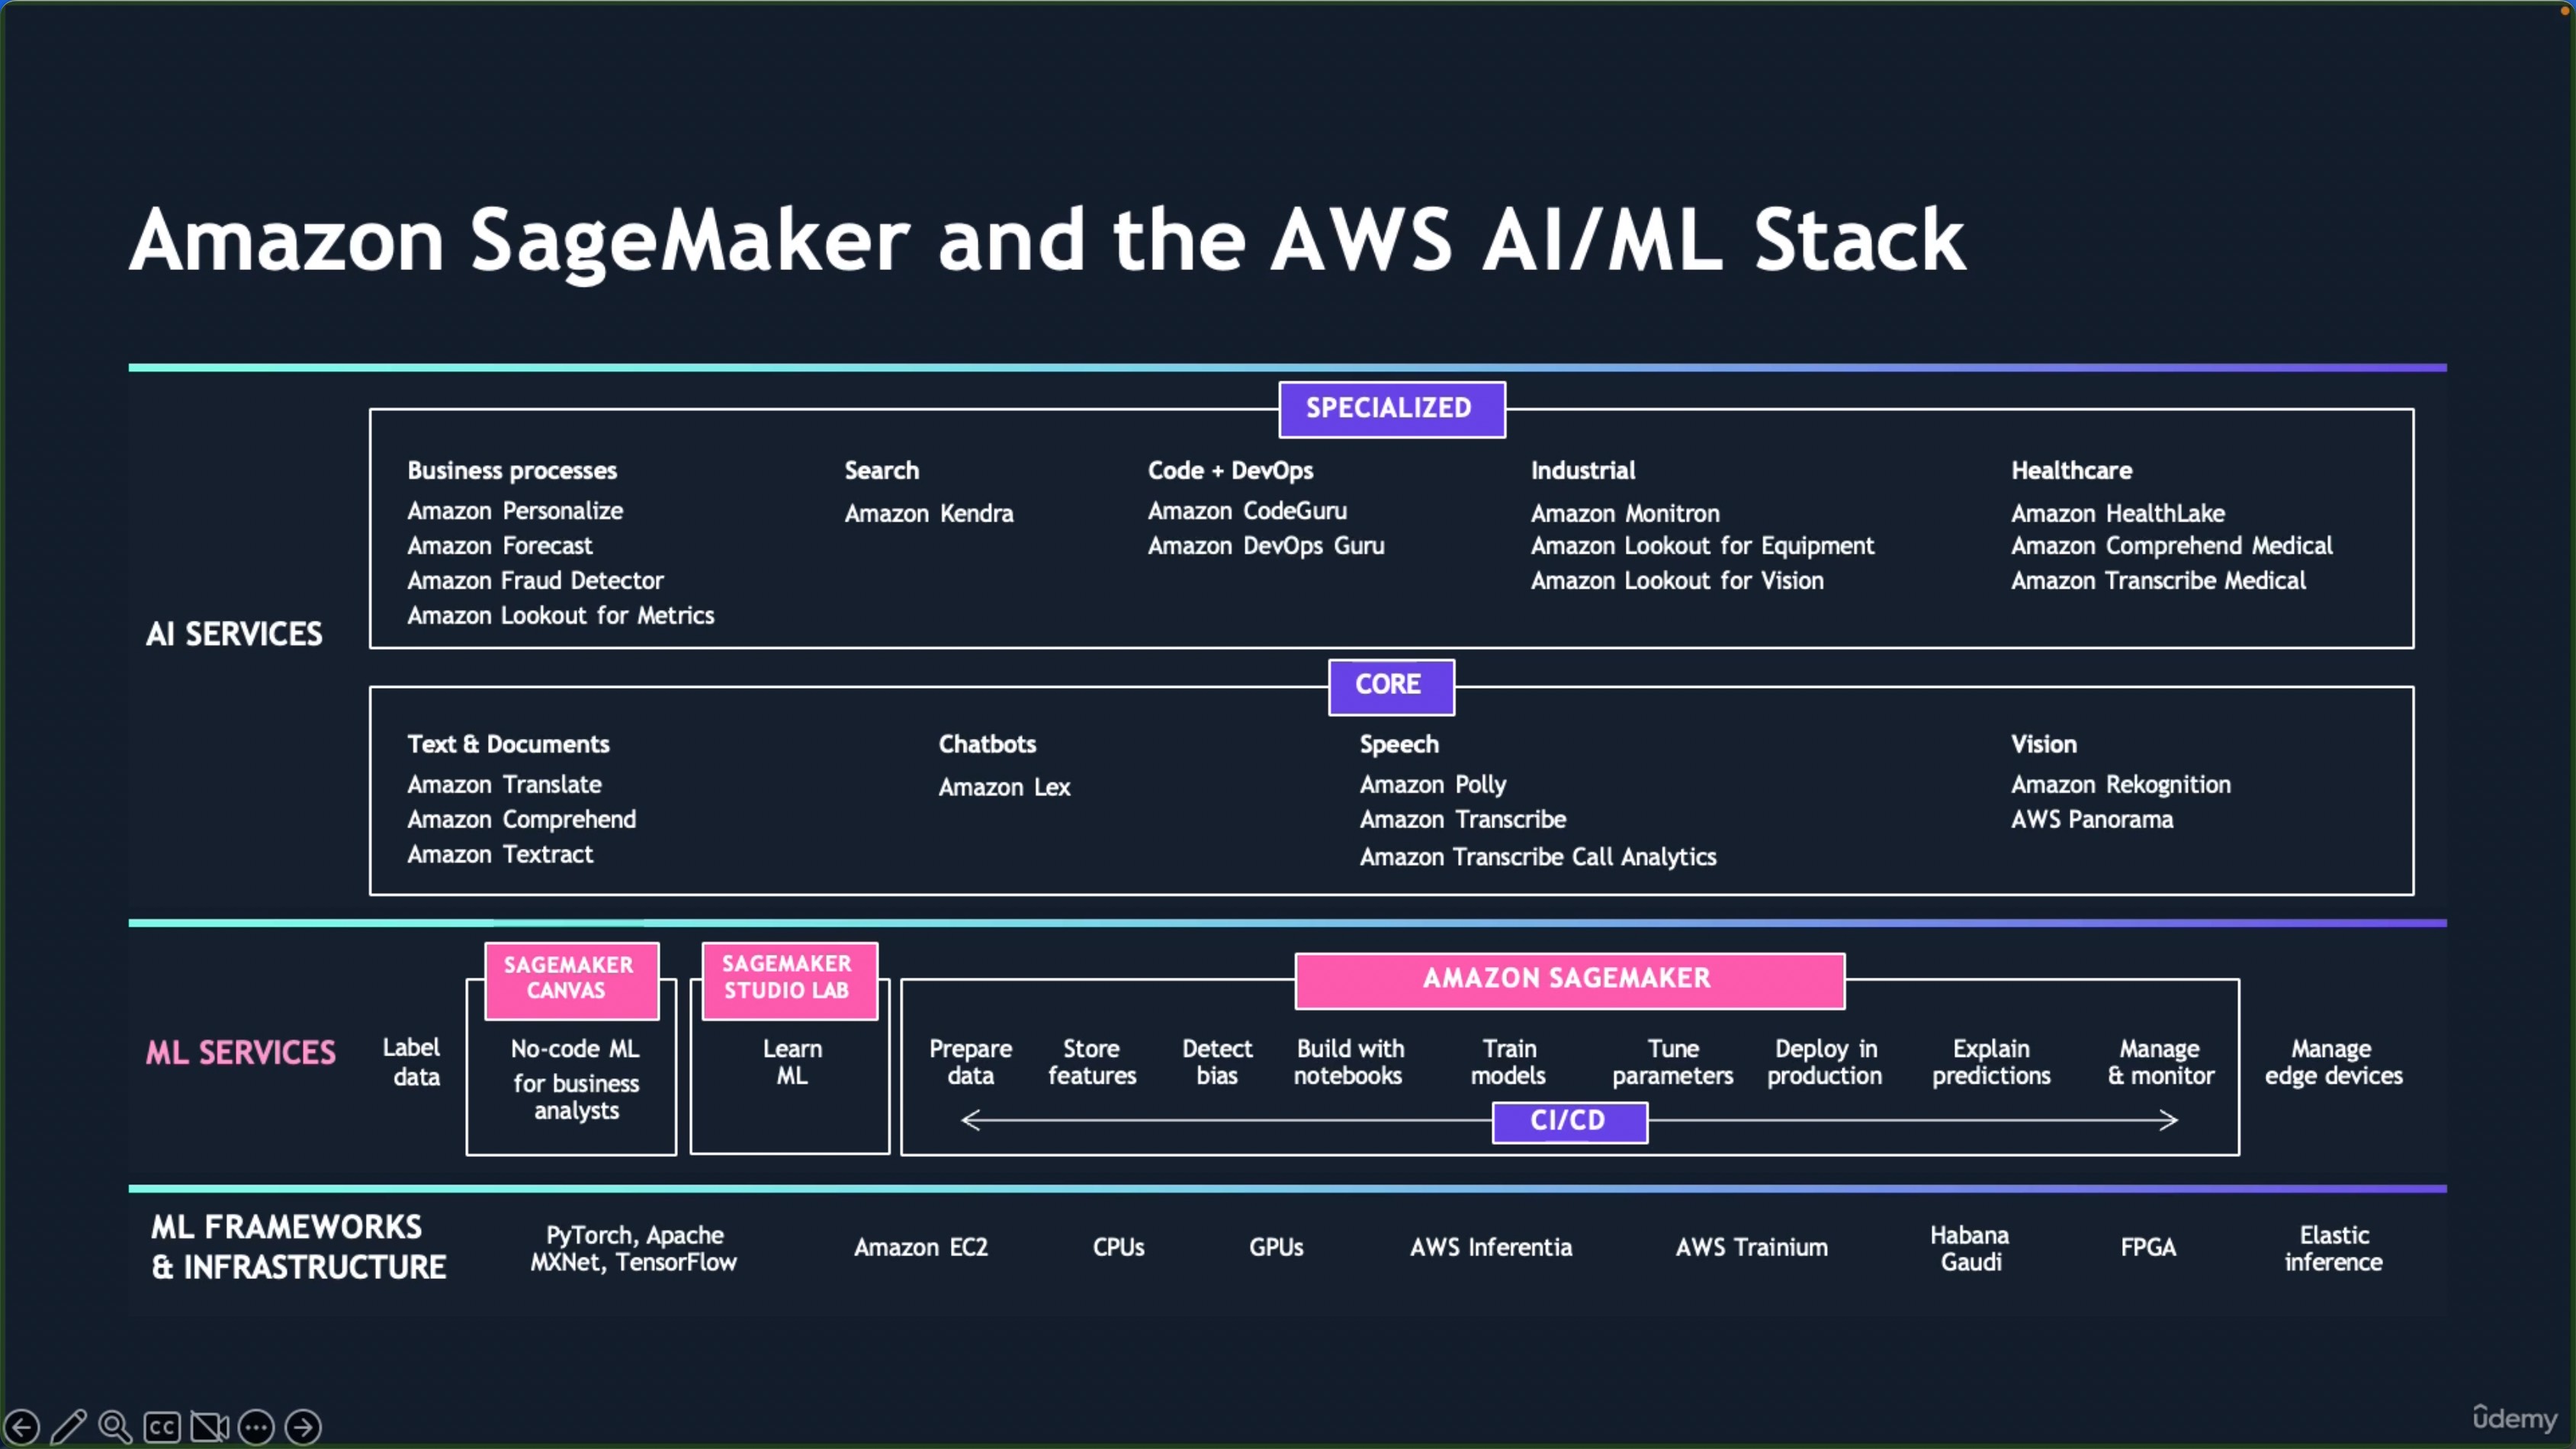 Amazon SageMaker and the AWS AI/ML Stack
SPECIALIZED
Business processes
Amazon Personalize
Amazon Forecast
Amazon Fraud Detector
Amazon Lookout for Metrics
Search
Amazon Kendra
Code + DevOps
Amazon CodeGuru
Amazon DevOps Guru
Industrial
Amazon Monitron
Amazon Lookout for Equipment
Amazon Lookout for Vision
Healthcare
Amazon HealthLake
Amazon Comprehend Medical
Amazon Transcribe Medical
AI SERVICES
CORE
Text & Documents
Amazon Translate
Amazon Comprehend
Amazon Textract
Chatbots
Amazon Lex
Speech
Amazon Polly
Amazon Transcribe
Amazon Transcribe Call Analytics
Vision
Amazon Rekognition
AWS Panorama
ML SERVICES
Label
data
SAGEMAKER
CANVAS
No-code ML
for business
analysts
SAGEMAKER
STUDIO LAB
Learn
ML
AMAZON SAGEMAKER
Prepare
data
Store
features
Detect
bias
Build with
notebooks
Train
models
Tune
parameters
Deploy in
production
Explain
predictions
Manage
& monitor
CI/CD
Manage
edge devices
ML FRAMEWORKS
& INFRASTRUCTURE
PyTorch, Apache
MXNet, TensorFlow
Amazon EC2
CPUs
GPUs
AWS Inferentia
AWS Trainium
Habana
Gaudi
FPGA
Elastic
inference
CC
ûdemy